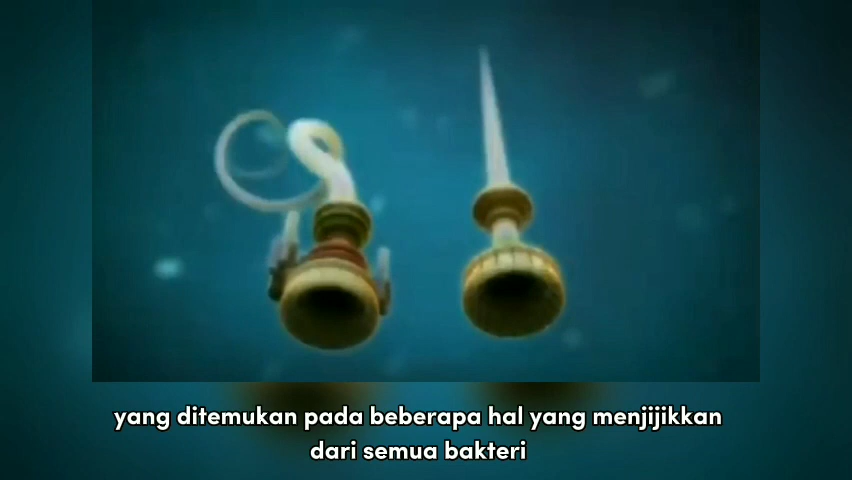 yang ditemukan pada beberapa hal yang menjijikkan
dari semua bakteri